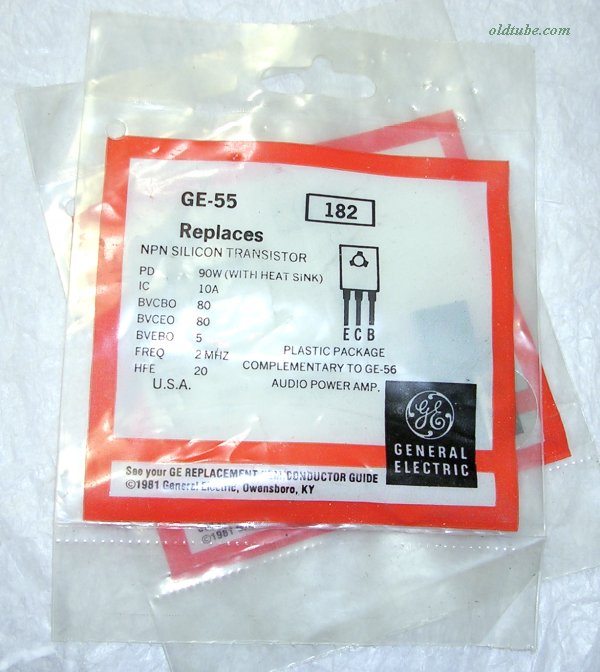 oldtube.com
GE-55
182
Replaces
NPN SILICON TRANSISTOR
PD 90W (WITH HEAT SINK)
IC 10A
BVCBO 80
BVCEO 80
BVEBO 5
FREQ 2 MHZ
HFE 20
U.S.A.
E C B
PLASTIC PACKAGE
COMPLEMENTARY TO GE-56
AUDIO POWER AMP.
GE
GENERAL
ELECTRIC
See your GE REPLACEMENT SEMICONDUCTOR GUIDE
©1981 General Electric, Owensboro, KY
©1981